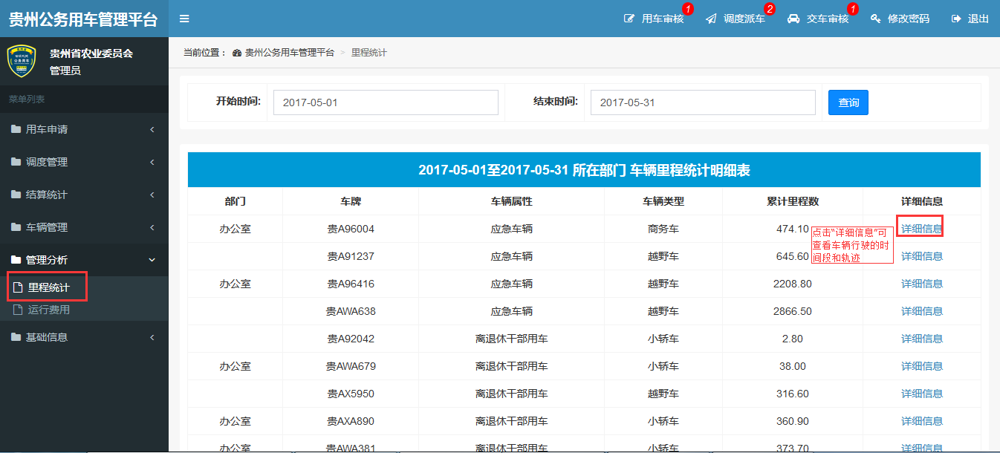 贵州公务用车管理平台
用车审核 1
调度派车 2
交车审核 1
修改密码
退出
贵州省农业委员会
管理员
当前位置： 贵州公务用车管理平台 > 里程统计
菜单列表
用车申请
调度管理
结算统计
车辆管理
管理分析
里程统计
运行费用
基础信息
开始时间: 2017-05-01 结束时间: 2017-05-31 查询
2017-05-01至2017-05-31 所在部门 车辆里程统计明细表
部门 车牌 车辆属性 车辆类型 累计里程数 详细信息
办公室 贵A96004 应急车辆 商务车 474.10 详细信息
点击“详细信息”可
查看车辆行驶的时
间段和轨迹
贵A91237 应急车辆 越野车 645.60 详细信息
办公室 贵A96416 应急车辆 越野车 2208.80 详细信息
贵AWA638 应急车辆 越野车 2866.50 详细信息
贵A92042 离退休干部用车 小轿车 2.80 详细信息
办公室 贵AWA679 离退休干部用车 小轿车 38.00 详细信息
贵AX5950 离退休干部用车 越野车 316.60 详细信息
办公室 贵AXA890 离退休干部用车 小轿车 360.90 详细信息
办公室 贵AWA381 离退休干部用车 小轿车 373.70 详细信息